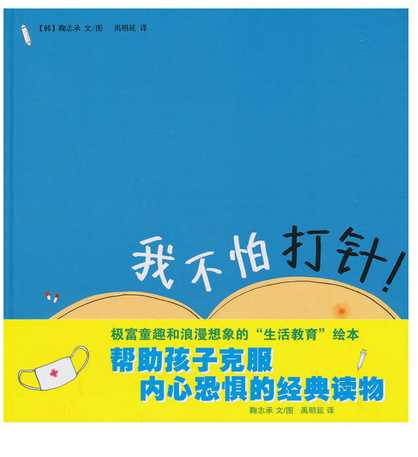 【韩】鞠志承 文/图 禹明延 译
我不怕打针！
极富童趣和浪漫想象的“生活教育”绘本
帮助孩子克服
内心恐惧的经典读物
鞠志承 文/图 禹明延 译